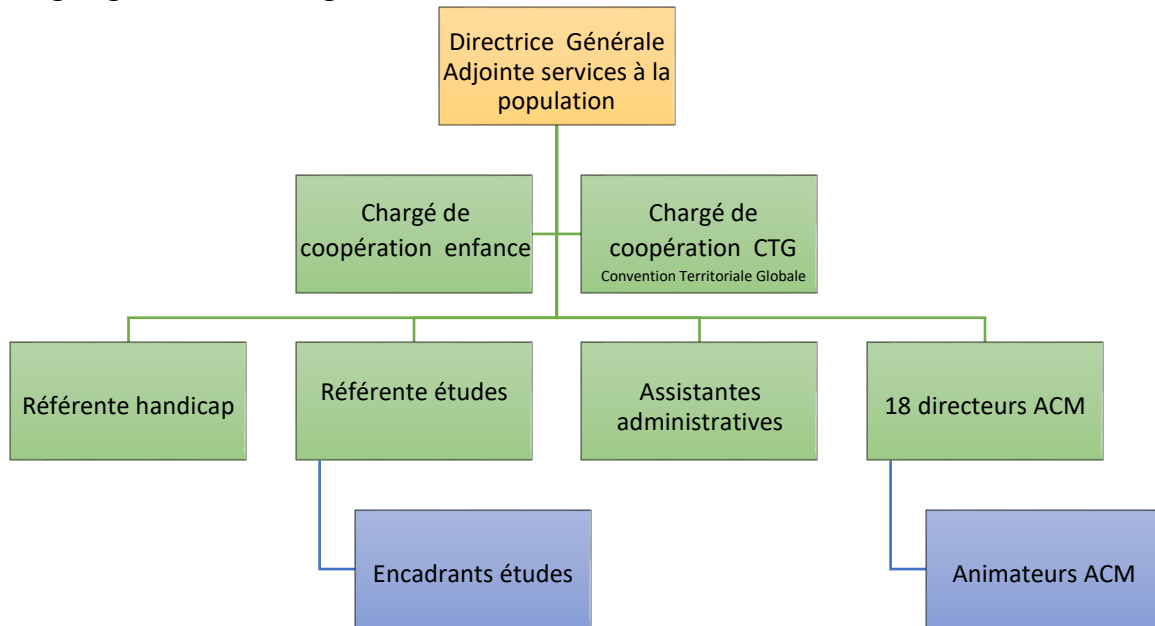 Directrice Générale
Adjointe services à la
population
Chargé de
coopération enfance
Chargé de
coopération CTG
Convention Territoriale Globale
Référente handicap
Référente études
Assistantes
administratives
18 directeurs ACM
Encadrants études
Animateurs ACM